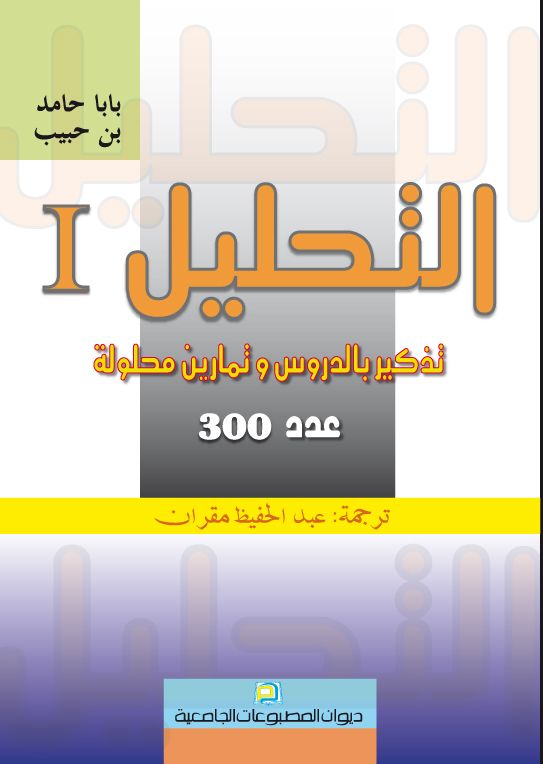 بابا حامد
بن حبيب
التحليل I
تذكير بالدروس و تمارين محلولة
عدد 300
ترجمة: عبد الحفيظ مقران
ديوان المطبوعات الجامعية